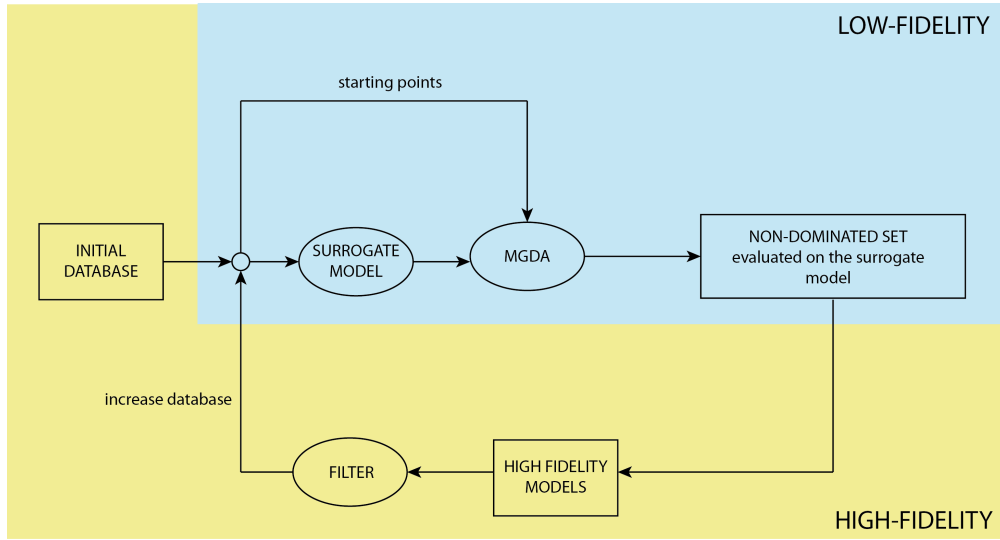 LOW-FIDELITY
starting points
INITIAL
DATABASE
SURROGATE
MODEL
MGDA
NON-DOMINATED SET
evaluated on the surrogate
model
increase database
FILTER
HIGH FIDELITY
MODELS
HIGH-FIDELITY